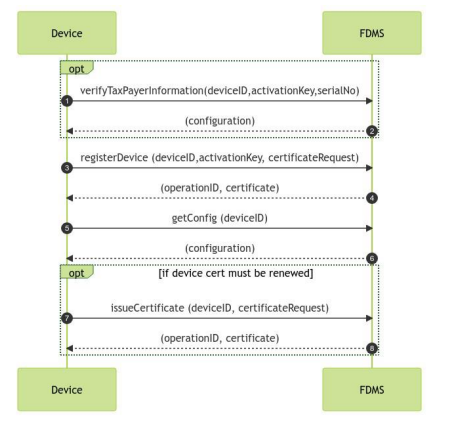 Device
FDMS
opt
verifyTaxPayerInformation(deviceID,activationKey,serialNo)
1
(configuration)
2
registerDevice (deviceID,activationKey, certificateRequest)
3
(operationID, certificate)
4
getConfig (deviceID)
5
(configuration)
6
opt
[if device cert must be renewed]
issueCertificate (deviceID, certificateRequest)
7
(operationID, certificate)
8
Device
FDMS